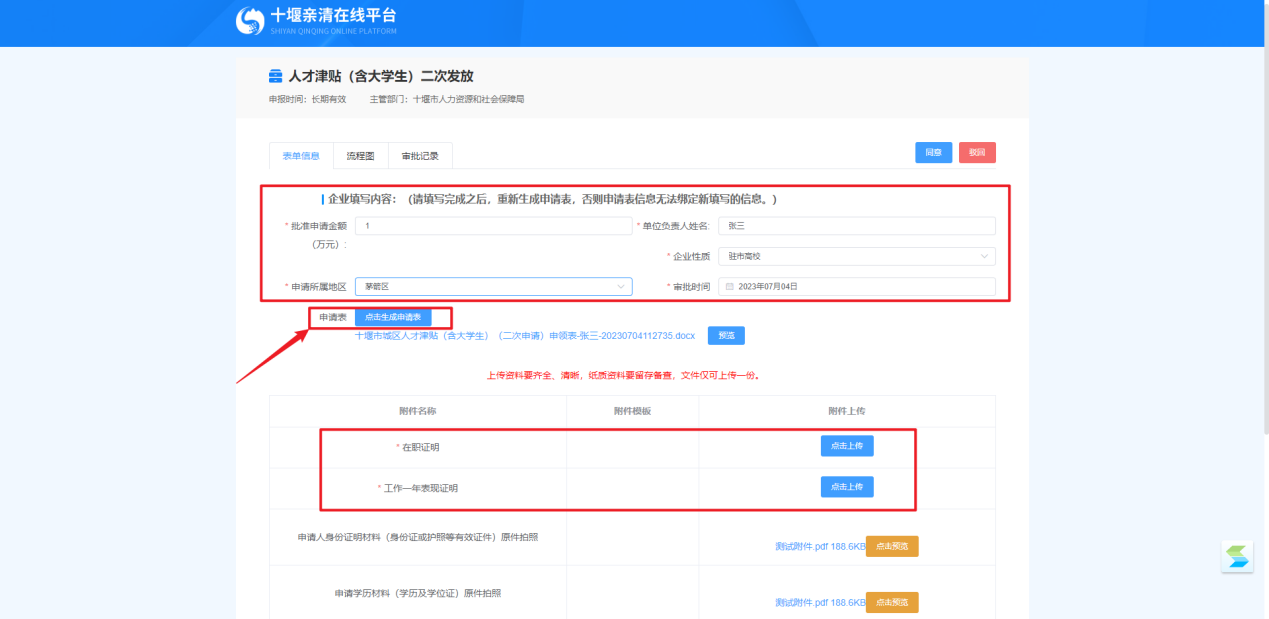 十堰亲清在线平台
SHIYAN QINQING ONLINE PLATFORM
人才津贴（含大学生）二次发放
申报时间：长期有效 主管部门：十堰市人力资源和社会保障局
表单信息 流程图 审批记录 同意 驳回
企业填写内容：（请填写完成之后，重新生成申请表，否则申请表信息无法绑定新填写的信息。）
* 批准申请金额（万元）： 1 * 单位负责人姓名： 张三
* 企业性质 驻市高校
* 申请所属地区 茅箭区 * 审批时间 2023年07月04日
申请表 点击生成申请表
十堰市城区人才津贴（含大学生）（二次申请）申领表-张三-20230704112735.docx 预览
上传资料要齐全、清晰，纸质资料要留存备查，文件仅可上传一份。
附件名称 附件模板 附件上传
* 在职证明 点击上传
* 工作一年表现证明 点击上传
申请人身份证明材料（身份证或护照等有效证件）原件拍照 测试附件.pdf 188.6KB 点击预览
申请学历材料（学历及学位证）原件拍照 测试附件.pdf 188.6KB 点击预览